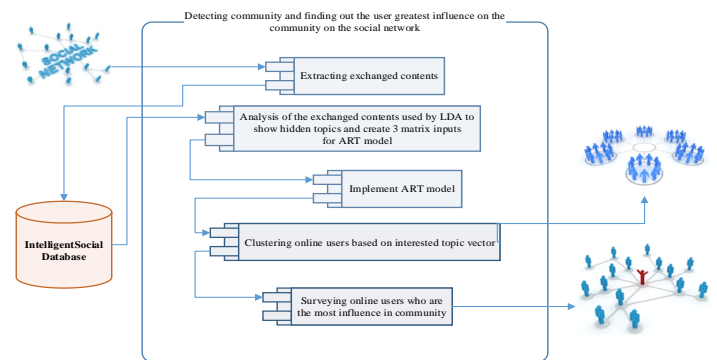 Detecting community and finding out the user greatest influence on the
community on the social network
SOCIAL
NETWORK
Extracting exchanged contents
Analysis of the exchanged contents used by LDA to
show hidden topics and create 3 matrix inputs
for ART model
Implement ART model
IntelligentSocial
Database
Clustering online users based on interested topic vector
Surveying online users who are
the most influence in community